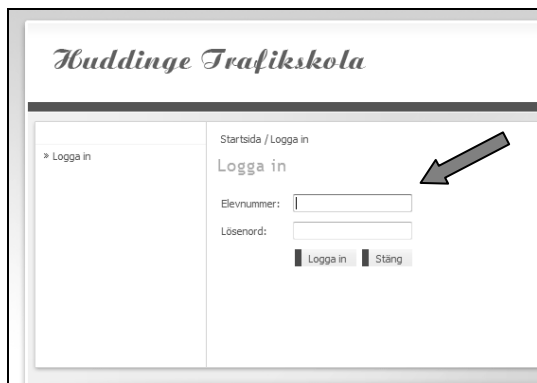 Huddinge Trafikskola
» Logga in
Startsida / Logga in
Logga in
Elevnummer:
Lösenord:
Logga in Stäng